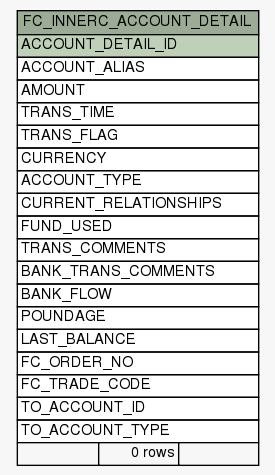 FC_INNERC_ACCOUNT_DETAIL
ACCOUNT_DETAIL_ID
ACCOUNT_ALIAS
AMOUNT
TRANS_TIME
TRANS_FLAG
CURRENCY
ACCOUNT_TYPE
CURRENT_RELATIONSHIPS
FUND_USED
TRANS_COMMENTS
BANK_TRANS_COMMENTS
BANK_FLOW
POUNDAGE
LAST_BALANCE
FC_ORDER_NO
FC_TRADE_CODE
TO_ACCOUNT_ID
TO_ACCOUNT_TYPE
0 rows